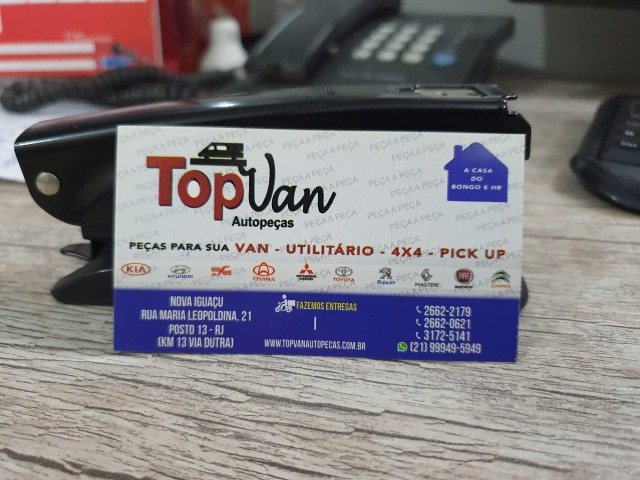 TopVan
Autopeças
A CASA
DO
BONGO E HR
PEÇAS PARA SUA VAN - UTILITÁRIO - 4X4 - PICK UP
KIA HYUNDAI CHANA TOYOTA MASTER
NOVA IGUAÇU
RUA MARIA LEOPOLDINA, 21
POSTO 13 - RJ
(KM 13 VIA DUTRA)
FAZEMOS ENTREGAS
WWW.TOPVANAUTOPECAS.COM.BR
2662-2179
2662-0621
3172-5141
(21) 99949-5949